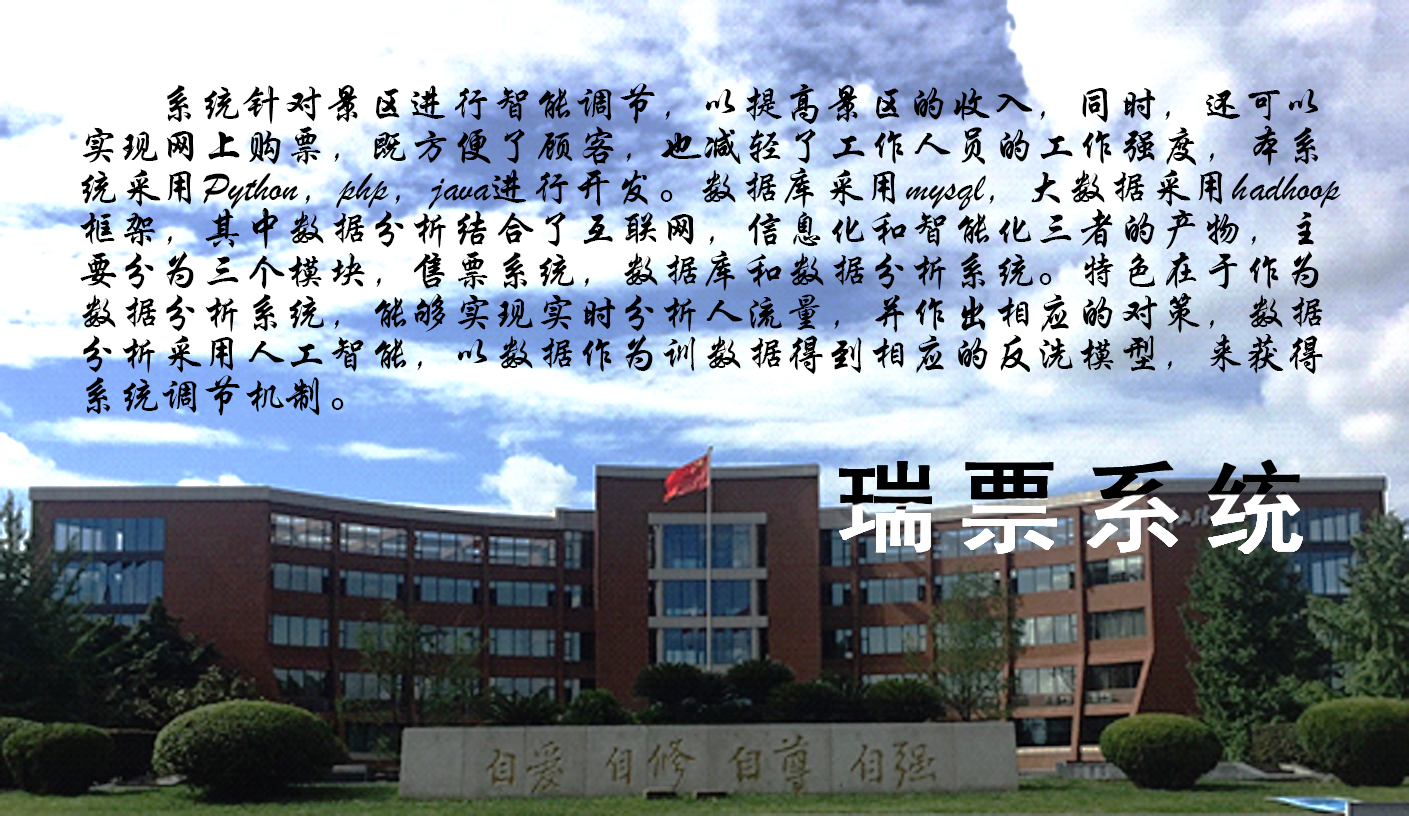 系统针对景区进行智能调节，以提高景区的收入，同时，还可以
实现网上购票，既方便了顾客，也减轻了工作人员的工作强度，本系
统采用Python，php，java进行开发。数据库采用mysql，大数据采用hadhoop
框架，其中数据分析结合了互联网，信息化和智能化三者的产物，主
要分为三个模块，售票系统，数据库和数据分析系统。特色在于作为
数据分析系统，能够实现实时分析人流量，并作出相应的对策，数据
分析采用人工智能，以数据作为训数据得到相应的反洗模型，来获得
系统调节机制。
瑞票系统
自爱 自修 自尊 自强